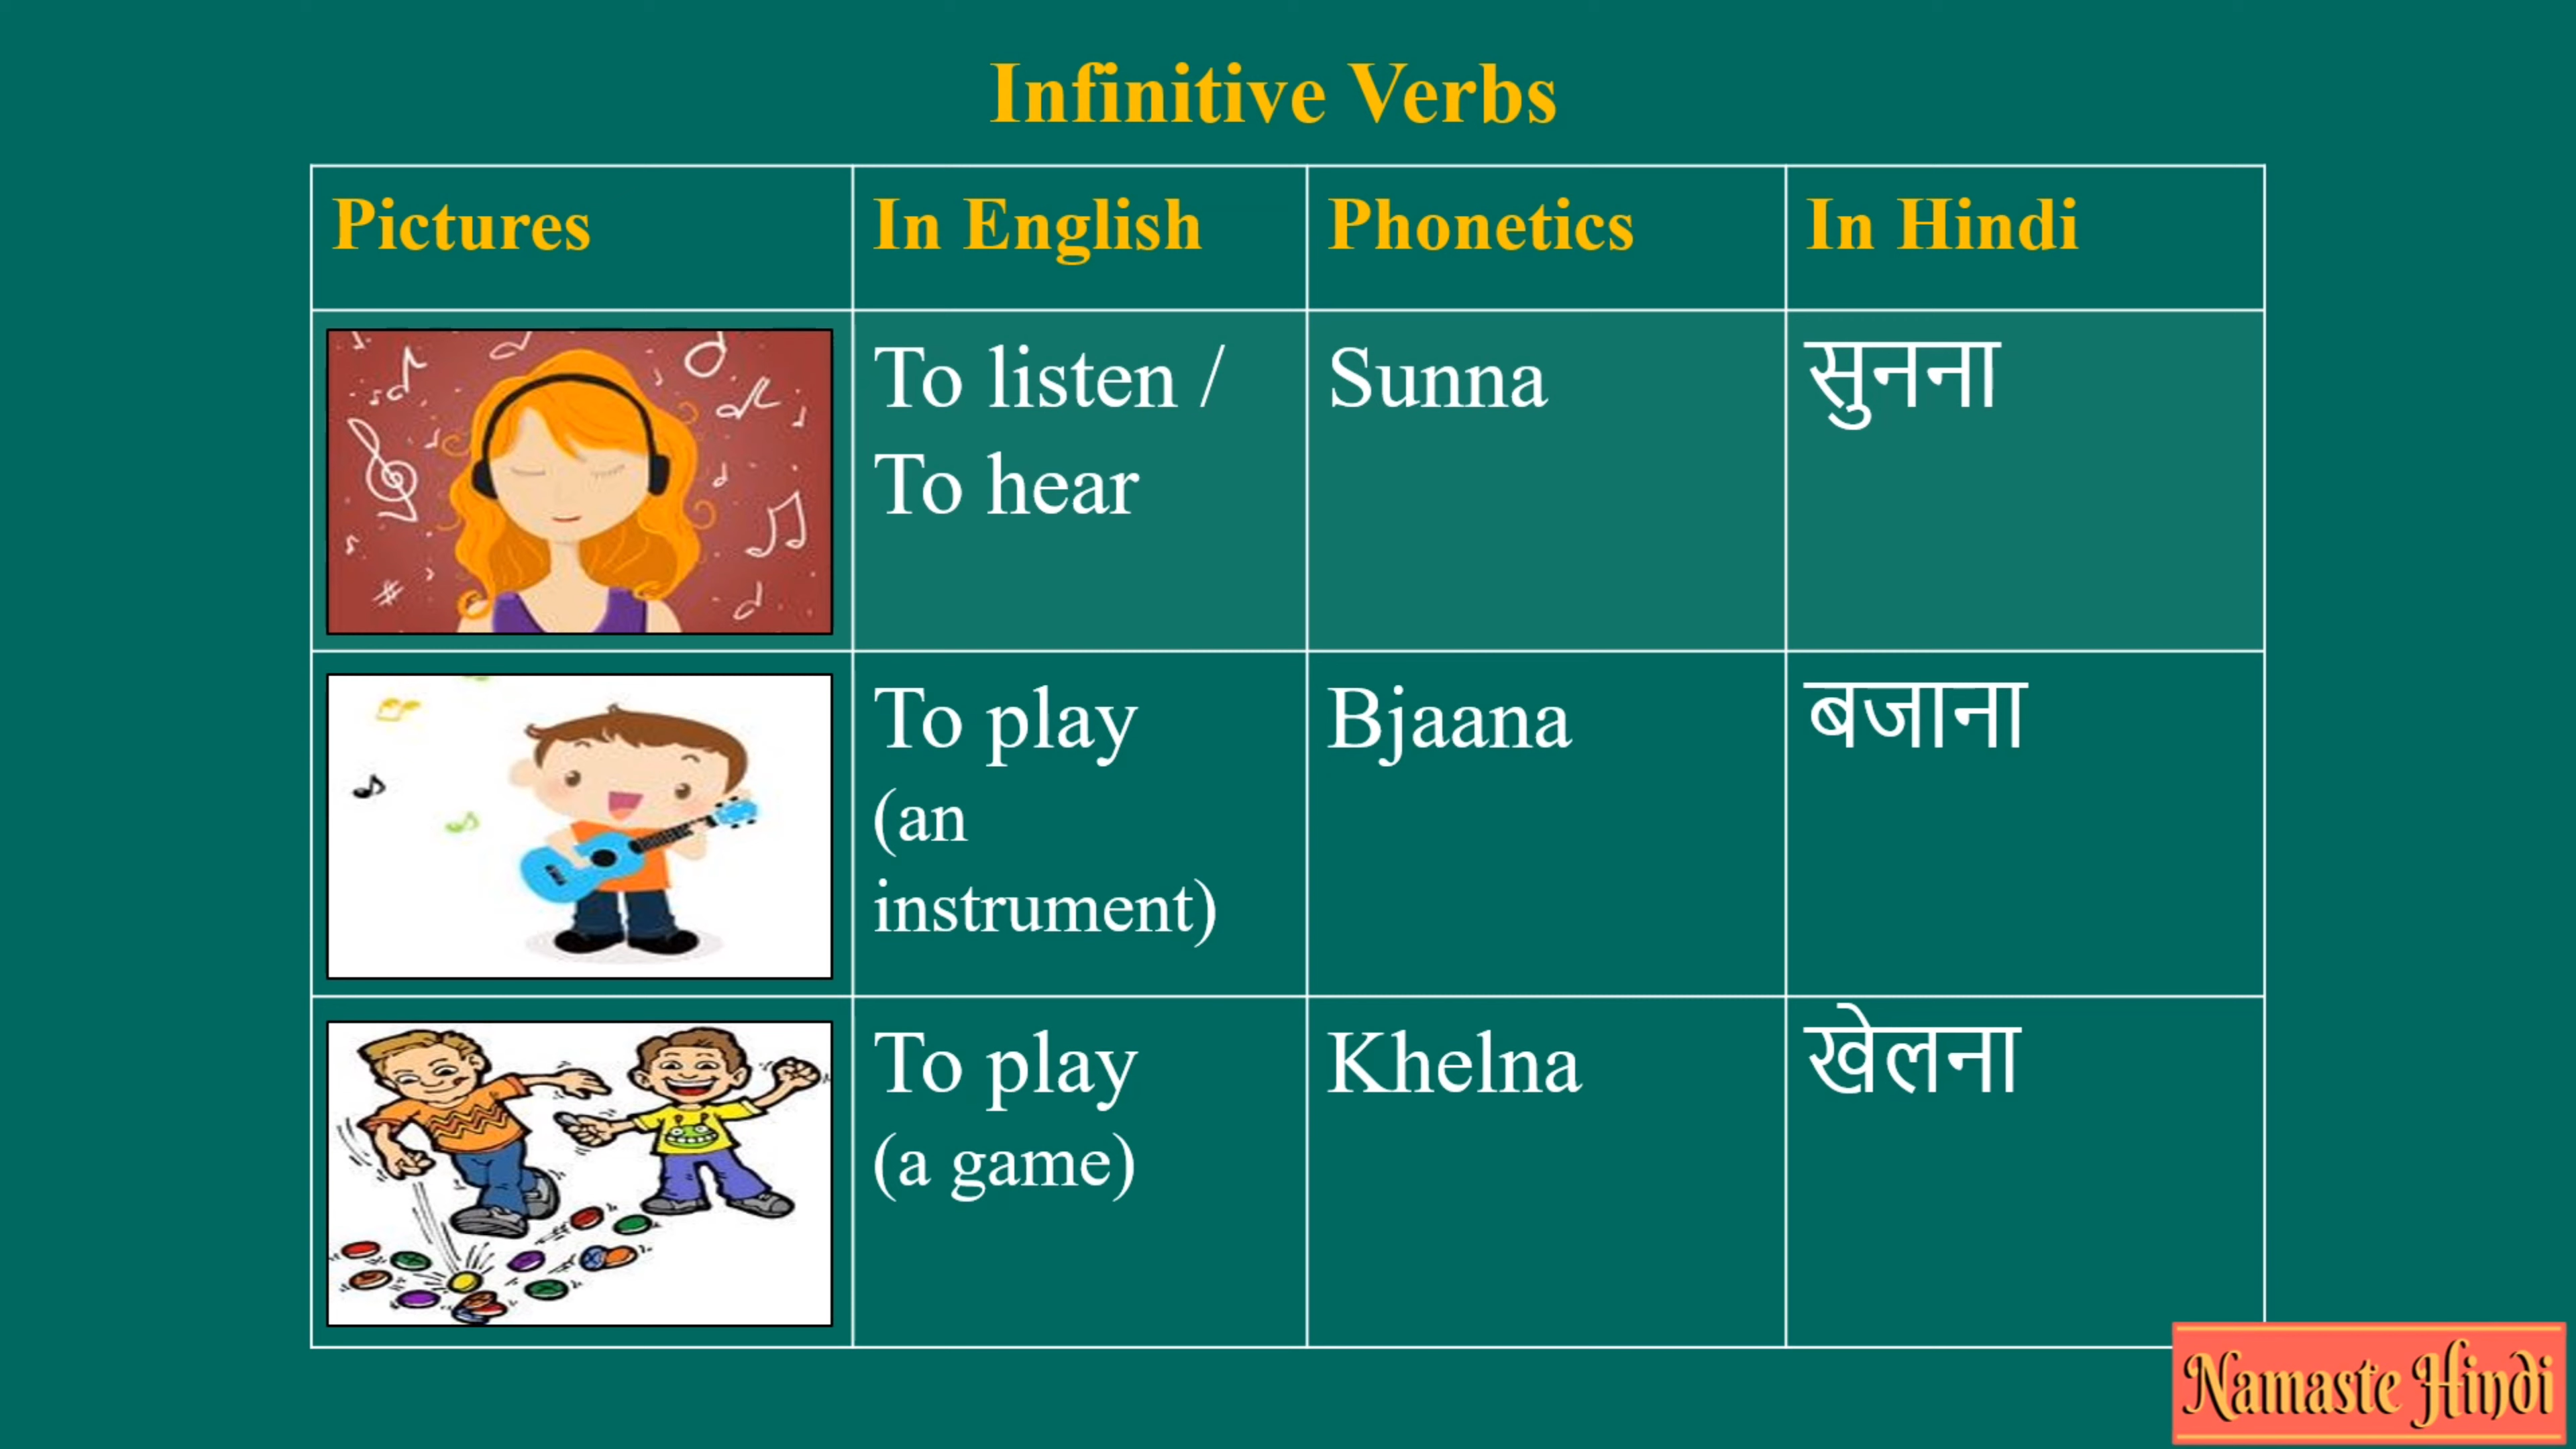 Infinitive Verbs
Pictures In English Phonetics In Hindi
To listen / Sunna सुनना
To hear
To play Bjaana बजाना
(an
instrument)
To play Khelna खेलना
(a game)
Namaste Hindi